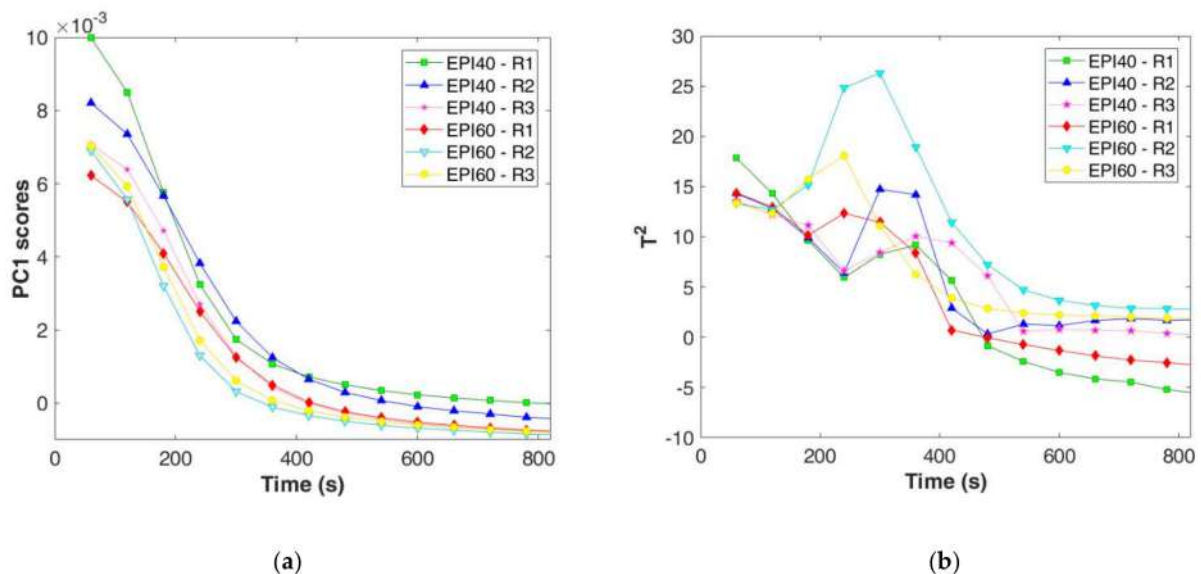 ×10⁻³
10
8
6
4
2
0
0 200 400 600 800
Time (s)
PC1 scores
EPI40 - R1
EPI40 - R2
EPI40 - R3
EPI60 - R1
EPI60 - R2
EPI60 - R3
(a)
30
25
20
15
10
5
0
-5
-10
0 200 400 600 800
Time (s)
T²
EPI40 - R1
EPI40 - R2
EPI40 - R3
EPI60 - R1
EPI60 - R2
EPI60 - R3
(b)